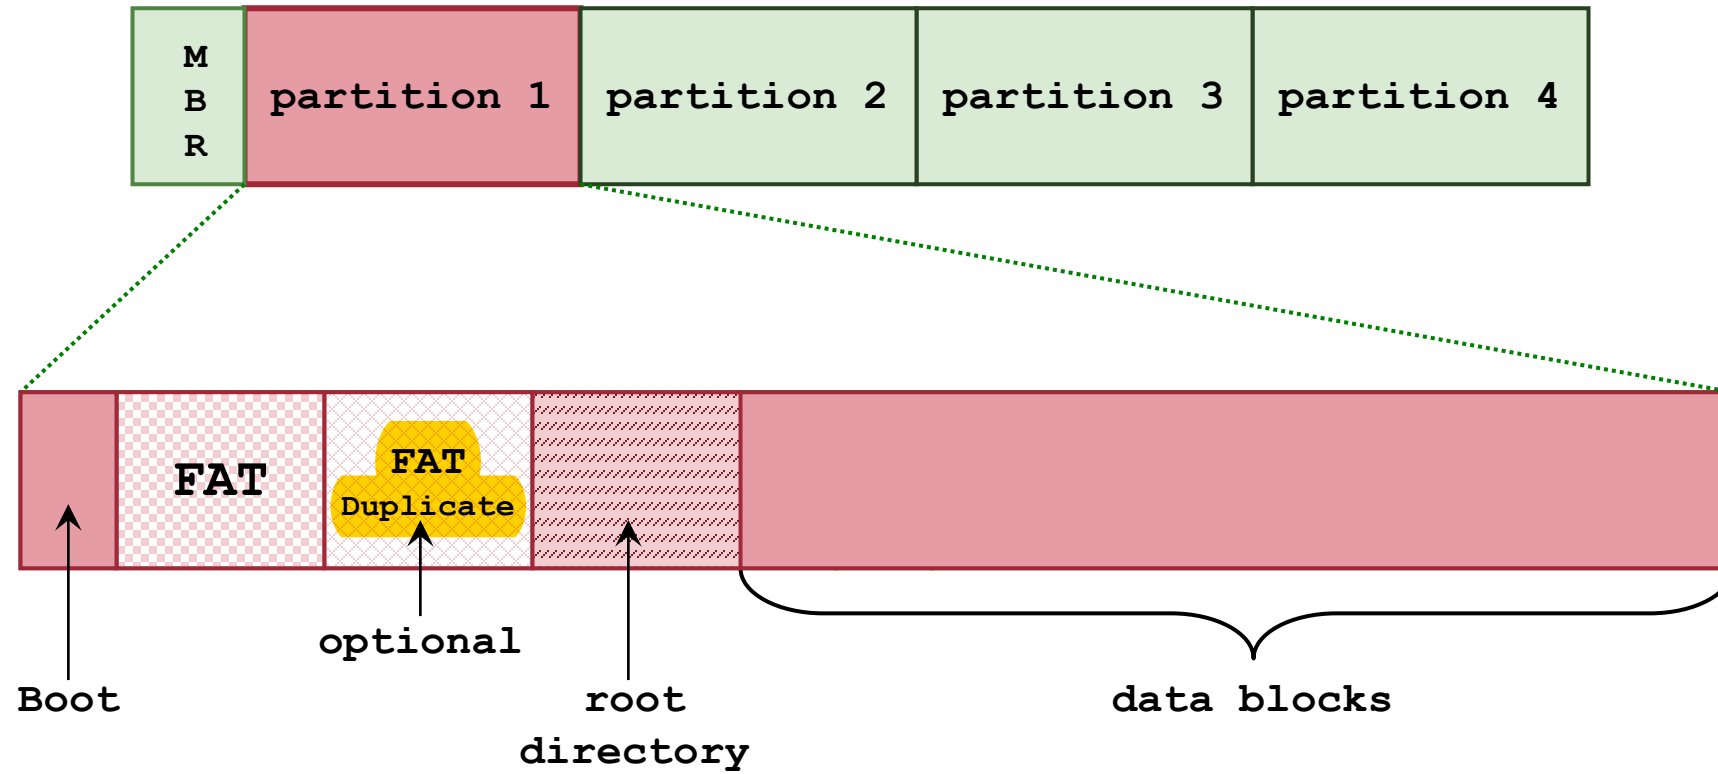 M
B
R
partition 1 partition 2 partition 3 partition 4
FAT
FAT
Duplicate
optional
Boot root data blocks
directory